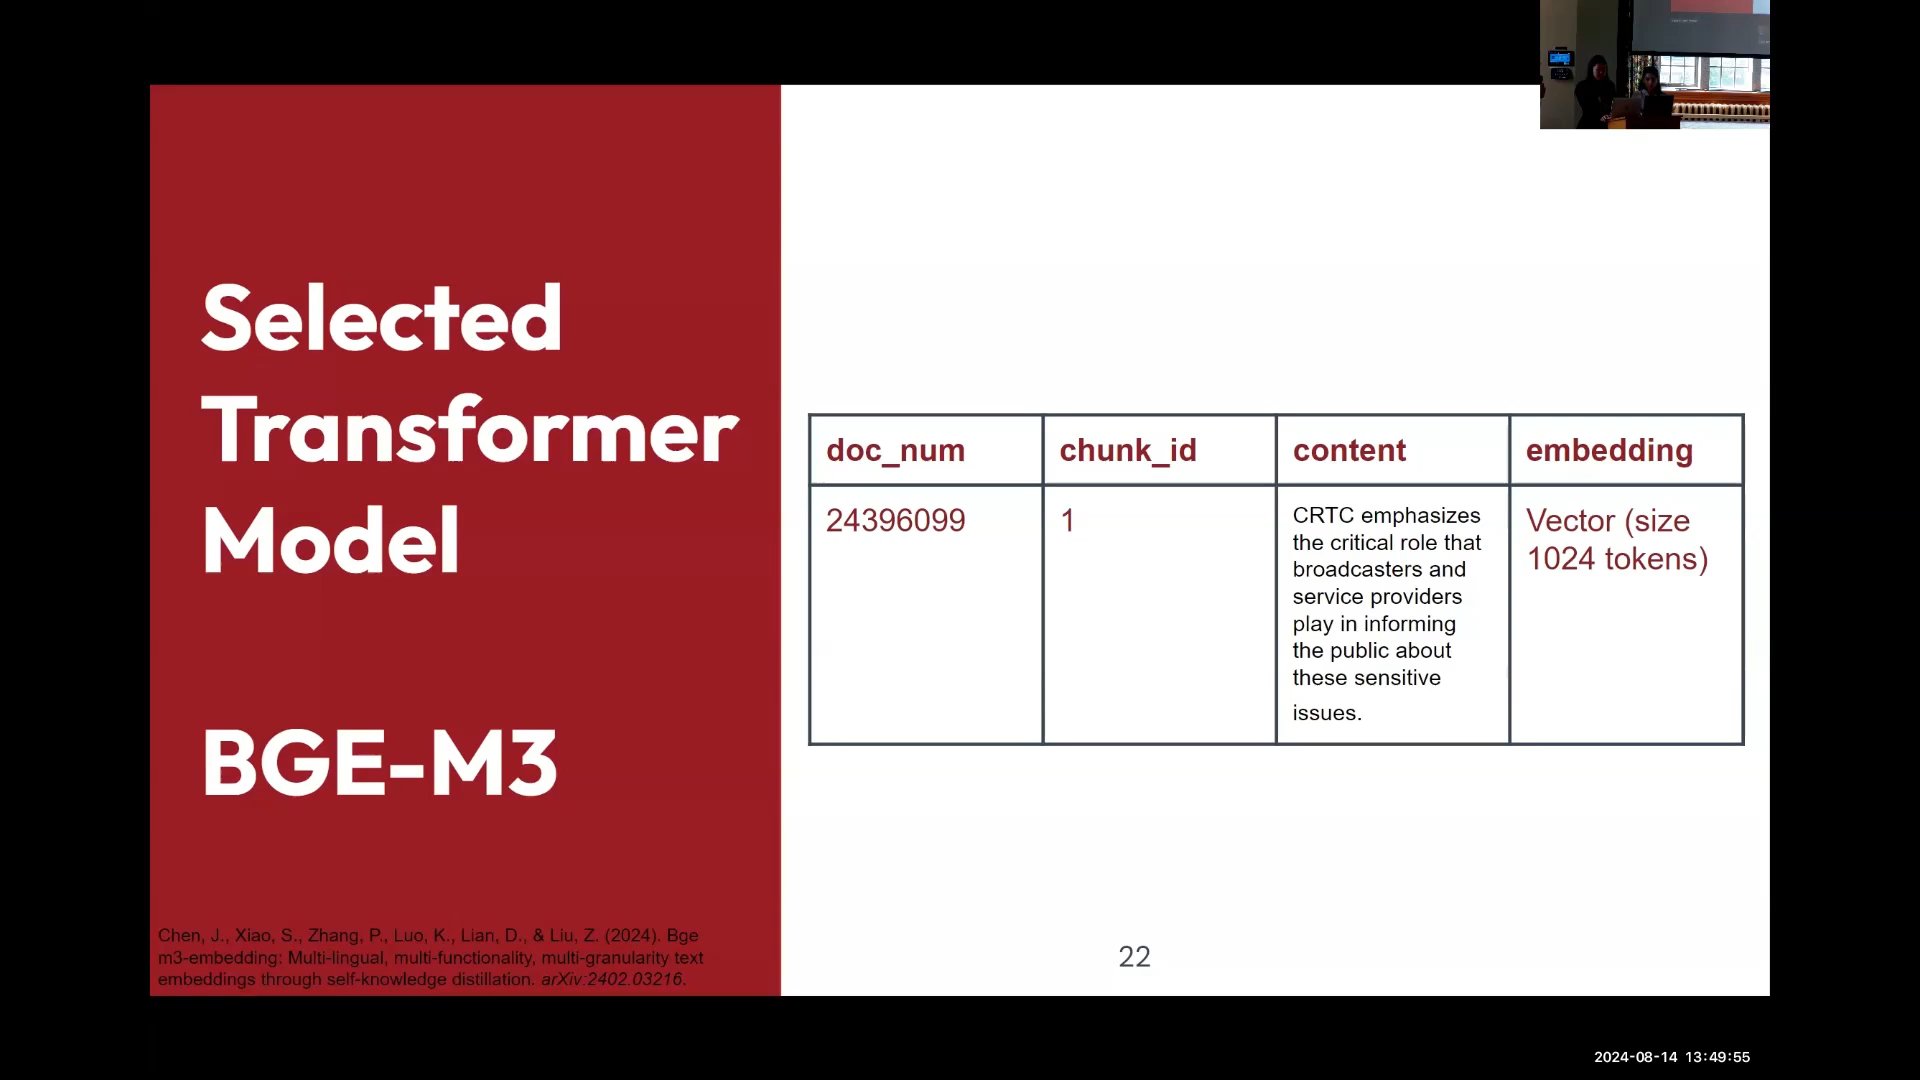 Selected
Transformer
Model
BGE-M3
Chen, J., Xiao, S., Zhang, P., Luo, K., Lian, D., & Liu, Z. (2024). Bge
m3-embedding: Multi-lingual, multi-functionality, multi-granularity text
embeddings through self-knowledge distillation. arXiv:2402.03216.
doc_num chunk_id content embedding
24396099
1
CRTC emphasizes
the critical role that
broadcasters and
service providers
play in informing
the public about
these sensitive
issues.
Vector (size
1024 tokens)
22
2024-08-14 13:49:55